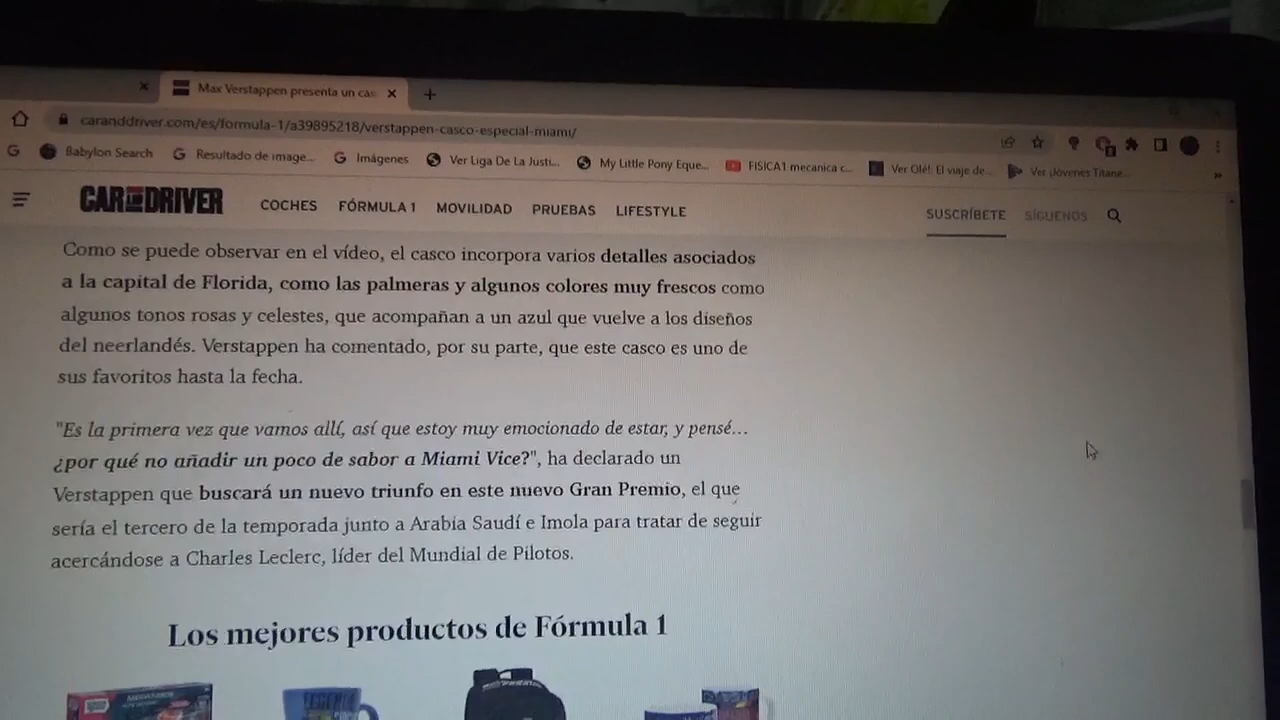 Max Verstappen presenta un cas
caranddriver.com/es/formula-1/a39895218/verstappen-casco-especial-miami/
Babylon Search
Resultado de image...
Imágenes
Ver Liga De La Justi...
My Little Pony Eque...
FISICA1 mecanica c...
Ver Olé!: El viaje de...
Ver ¡Jóvenes Titane...
»
CAR AND DRIVER
COCHES FÓRMULA 1 MOVILIDAD PRUEBAS LIFESTYLE
SUSCRÍBETE SÍGUENOS
Como se puede observar en el vídeo, el casco incorpora varios detalles asociados
a la capital de Florida, como las palmeras y algunos colores muy frescos como
algunos tonos rosas y celestes, que acompañan a un azul que vuelve a los diseños
del neerlandés. Verstappen ha comentado, por su parte, que este casco es uno de
sus favoritos hasta la fecha.
"Es la primera vez que vamos allí, así que estoy muy emocionado de estar, y pensé...
¿por qué no añadir un poco de sabor a Miami Vice?", ha declarado un
Verstappen que buscará un nuevo triunfo en este nuevo Gran Premio, el que
sería el tercero de la temporada junto a Arabia Saudí e Imola para tratar de seguir
acercándose a Charles Leclerc, líder del Mundial de Pilotos.
Los mejores productos de Fórmula 1